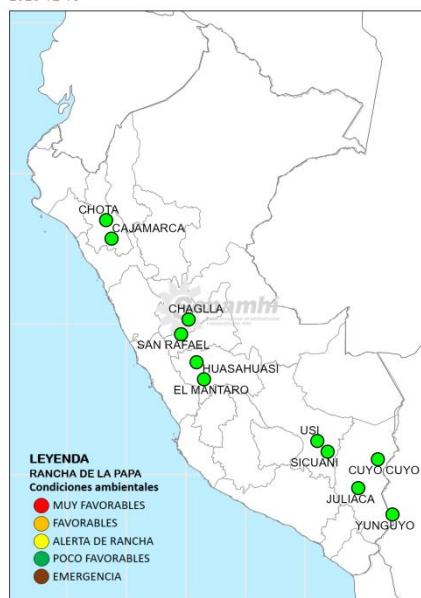 CHOTA
CAJAMARCA
Senamhi
CHAGLLA
SAN RAFAEL
HUASAHUASI
EL MANTARO
USI
SICUANI
CUYO CUYO
JULIACA
YUNGUYO
LEYENDA
RANCHA DE LA PAPA
Condiciones ambientales
MUY FAVORABLES
FAVORABLES
ALERTA DE RANCHA
POCO FAVORABLES
EMERGENCIA